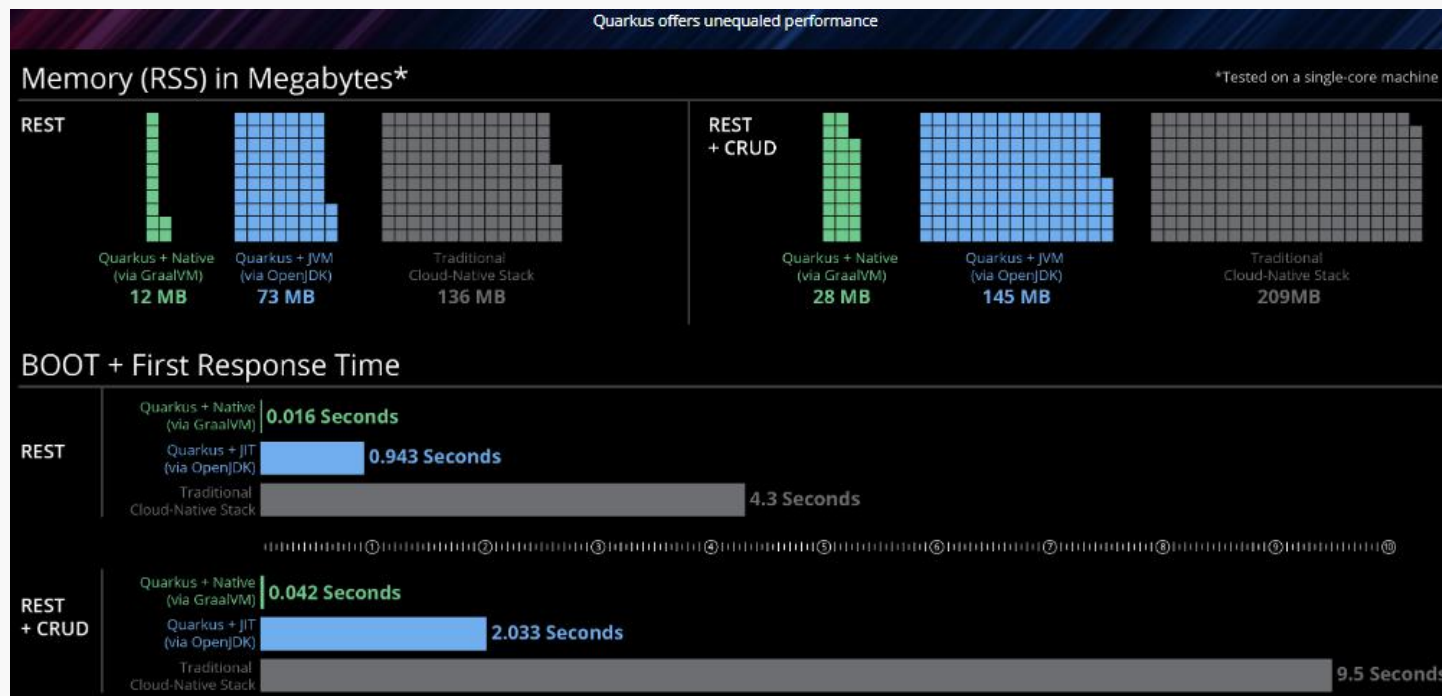 Quarkus offers unequaled performance
Memory (RSS) in Megabytes*
*Tested on a single-core machine
REST
Quarkus + Native
(via GraalVM)
12 MB
Quarkus + JVM
(via OpenJDK)
73 MB
Traditional
Cloud-Native Stack
136 MB
REST
+ CRUD
Quarkus + Native
(via GraalVM)
28 MB
Quarkus + JVM
(via OpenJDK)
145 MB
Traditional
Cloud-Native Stack
209MB
BOOT + First Response Time
REST
Quarkus + Native
(via GraalVM)
0.016 Seconds
Quarkus + JIT
(via OpenJDK)
0.943 Seconds
Traditional
Cloud-Native Stack
4.3 Seconds
1 2 3 4 5 6 7 8 9 10
REST
+ CRUD
Quarkus + Native
(via GraalVM)
0.042 Seconds
Quarkus + JIT
(via OpenJDK)
2.033 Seconds
Traditional
Cloud-Native Stack
9.5 Seconds